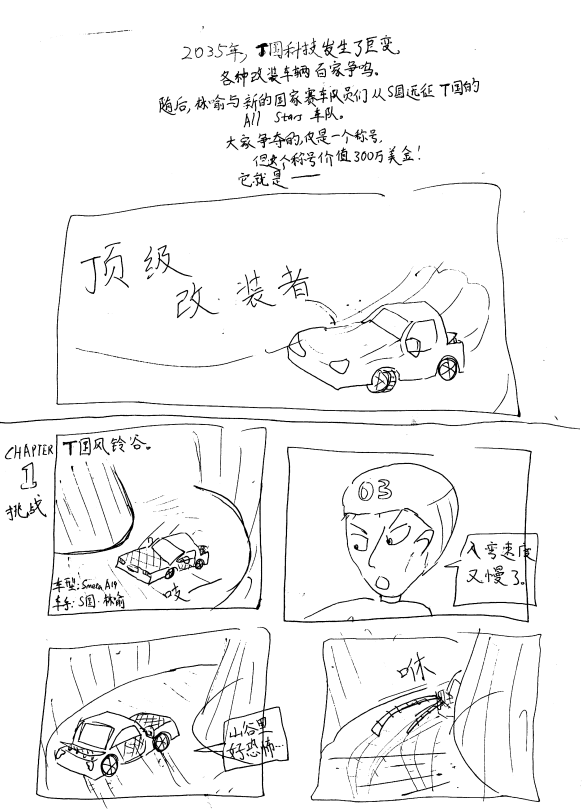 2035年，T国科技发生了巨变，
各种改装车辆百家争鸣。
随后，林俞与新的国家赛车队员们从S国远征T国的
All Stars 车队。
大家争夺的，仅是一个称号，
但这个称号价值300万美金！
它就是——
顶级
改装者
CHAPTER
1
挑战
T国风铃谷。
车手：S国·林俞
吱
03
入弯速度
又慢了。
山谷里
好恐怖…
咻